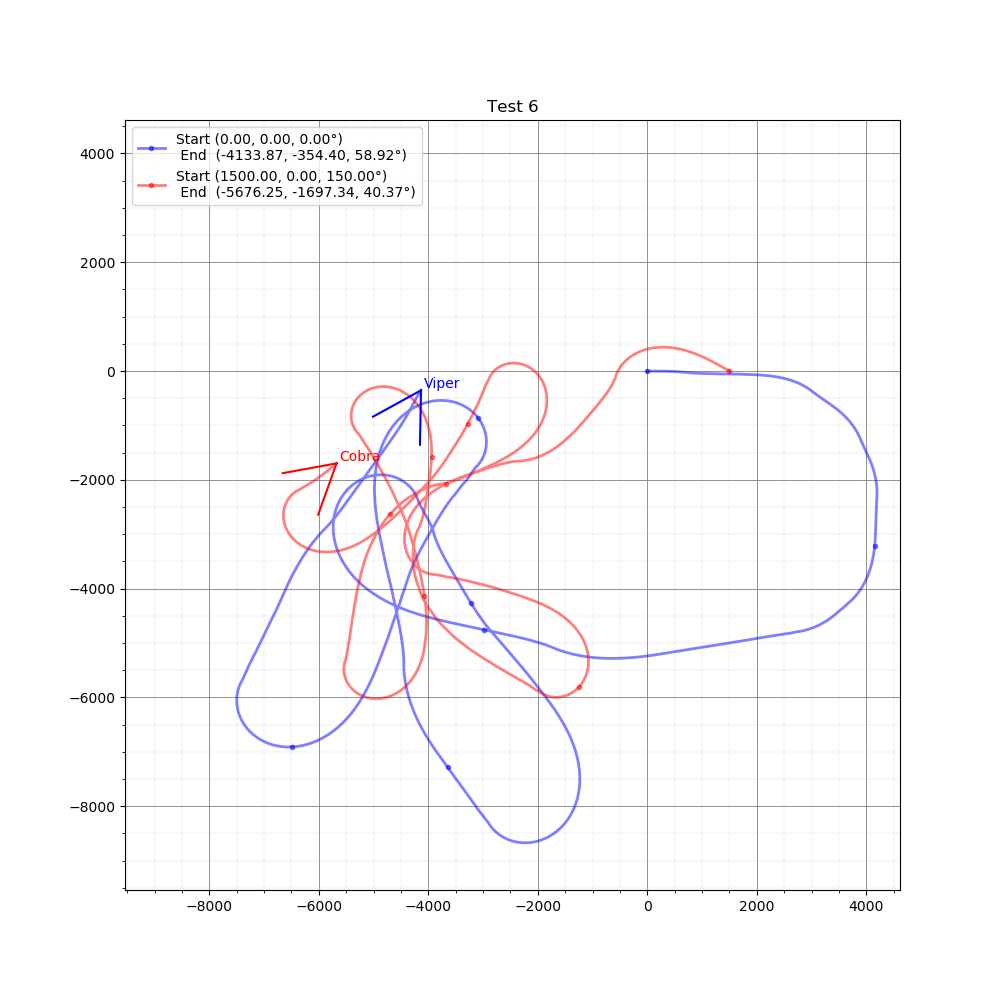 Test 6
Start (0.00, 0.00, 0.00°)
End  (-4133.87, -354.40, 58.92°)
Start (1500.00, 0.00, 150.00°)
End  (-5676.25, -1697.34, 40.37°)
4000
2000
0
−2000
−4000
−6000
−8000
Viper
Cobra
−8000 −6000 −4000 −2000 0 2000 4000